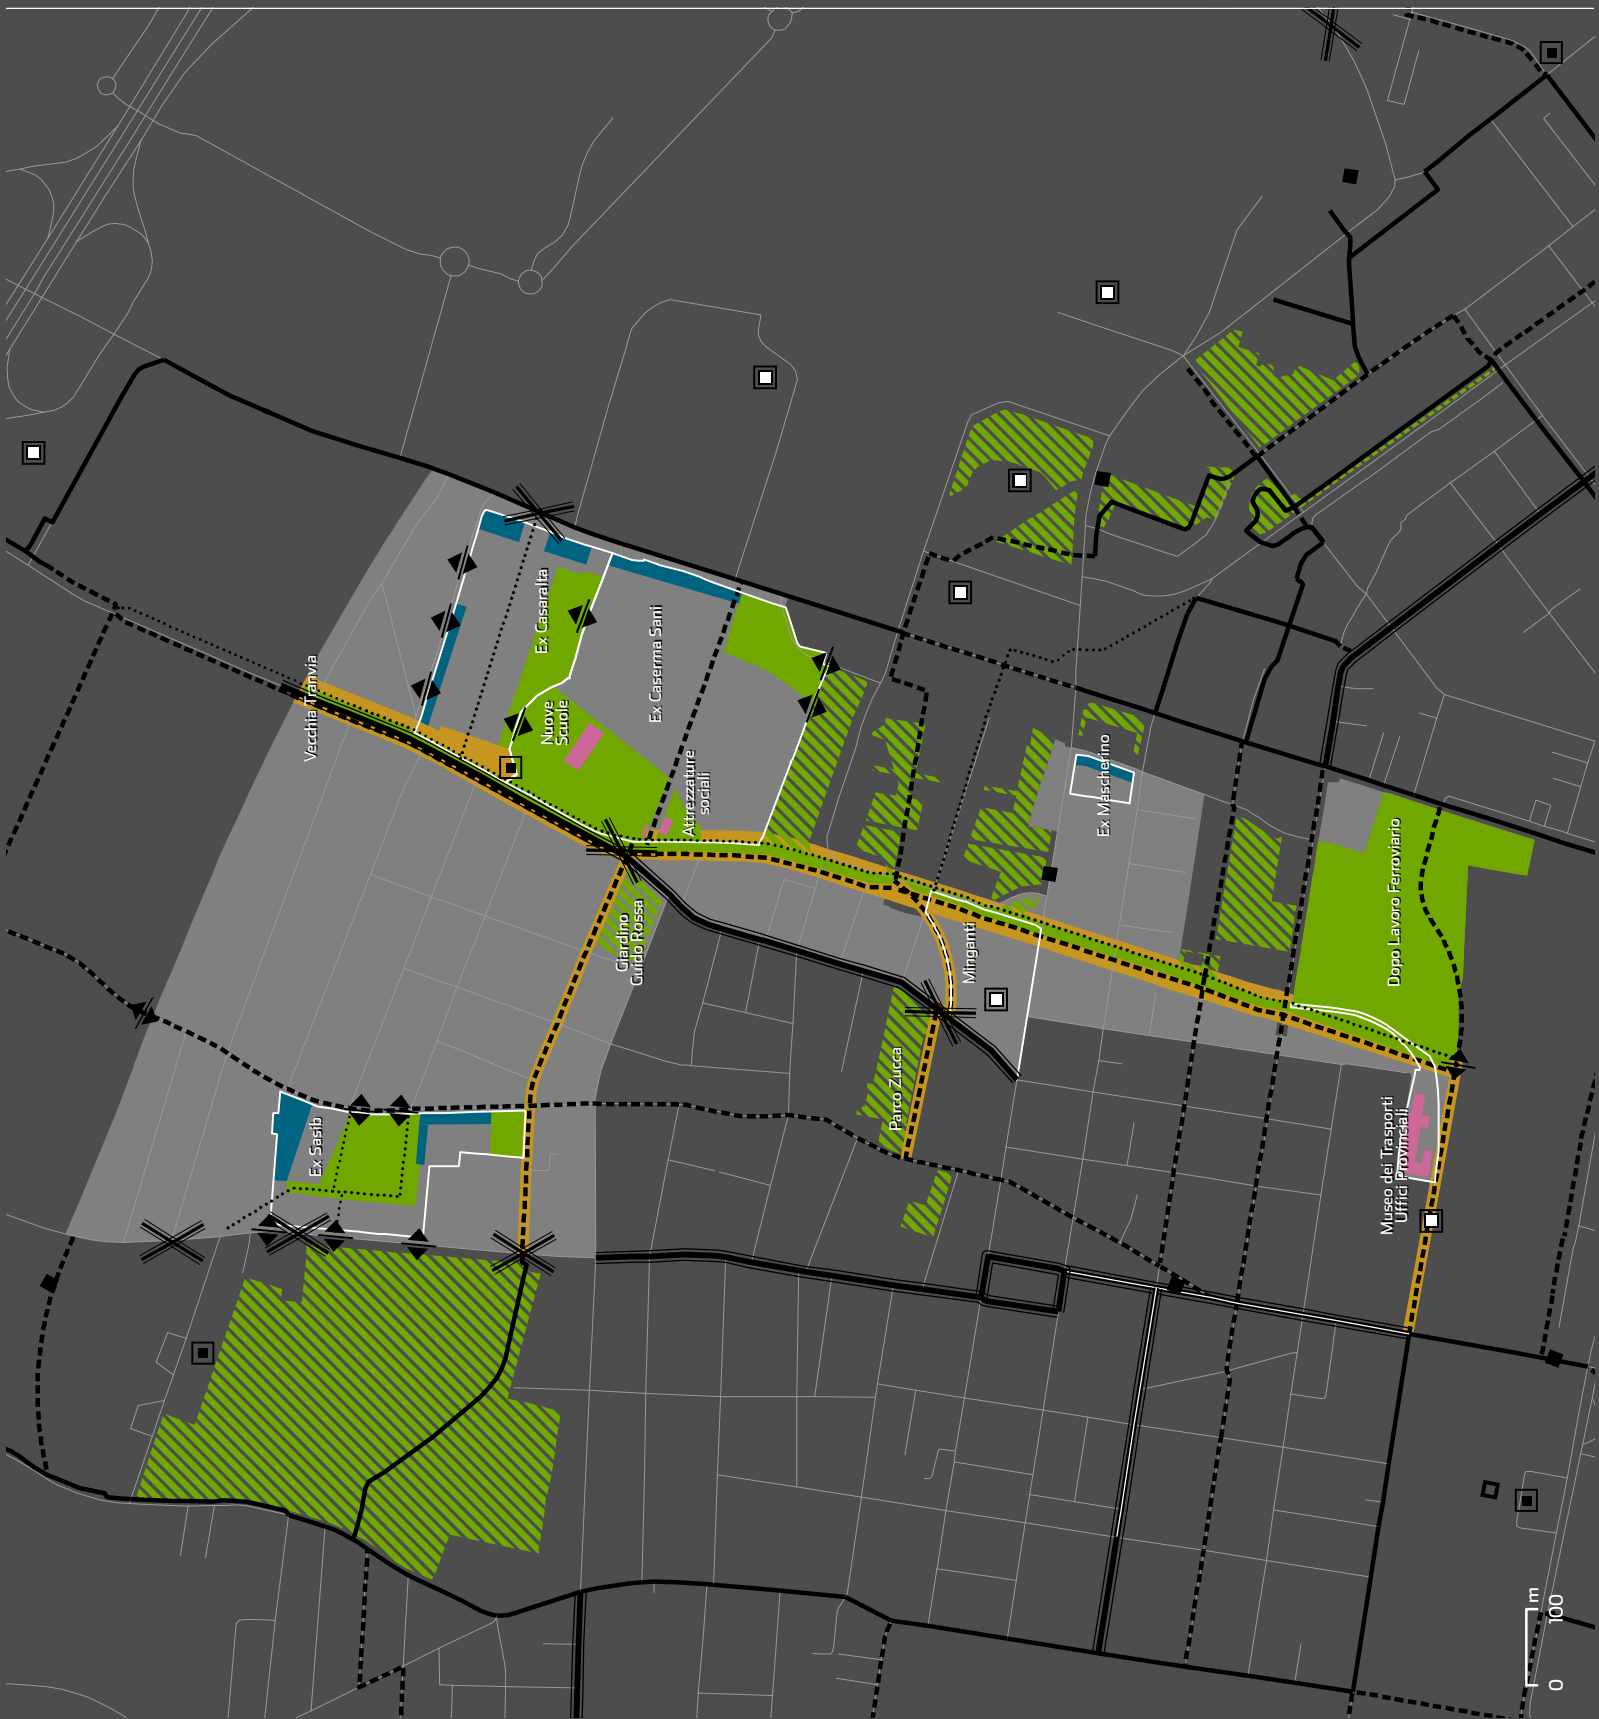 Vecchia Tranvia
Ex Casaralta
Nuove
Scuole
Ex Caserma Sani
Attrezzature
sociali
Giardino
Guido Rossa
Ex Sasib
Parco Zucca
Minganti
Ex Mascherino
Dopo Lavoro Ferroviario
Museo dei Trasporti
Uffici Provinciali
0 100 m